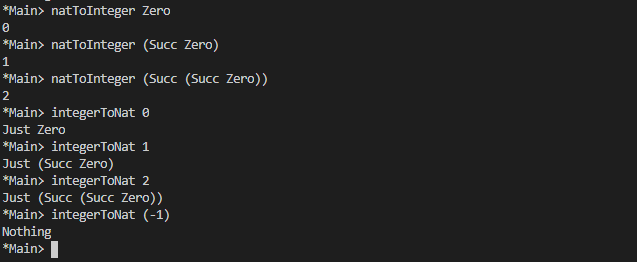 *Main> natToInteger Zero
0
*Main> natToInteger (Succ Zero)
1
*Main> natToInteger (Succ (Succ Zero))
2
*Main> integerToNat 0
Just Zero
*Main> integerToNat 1
Just (Succ Zero)
*Main> integerToNat 2
Just (Succ (Succ Zero))
*Main> integerToNat (-1)
Nothing
*Main>